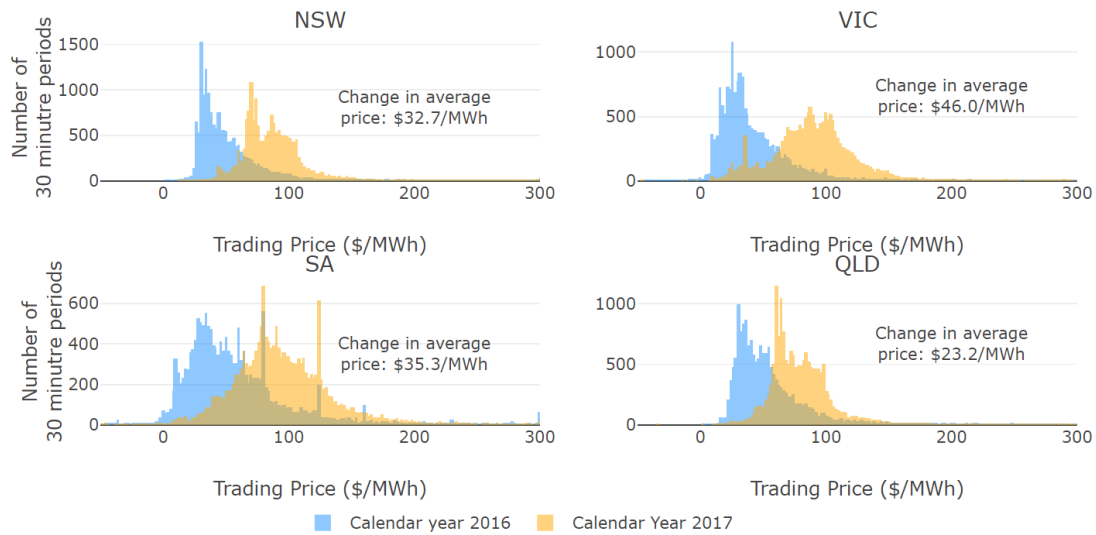 NSW
VIC
Number of
30 minutre periods
1500
1000
500
0
Change in average
price: $32.7/MWh
0
100
200
300
Trading Price ($/MWh)
1000
500
0
Change in average
price: $46.0/MWh
0
100
200
300
Trading Price ($/MWh)
SA
QLD
Number of
30 minutre periods
600
400
200
0
Change in average
price: $35.3/MWh
0
100
200
300
Trading Price ($/MWh)
1000
500
0
Change in average
price: $23.2/MWh
0
100
200
300
Trading Price ($/MWh)
Calendar year 2016
Calendar Year 2017